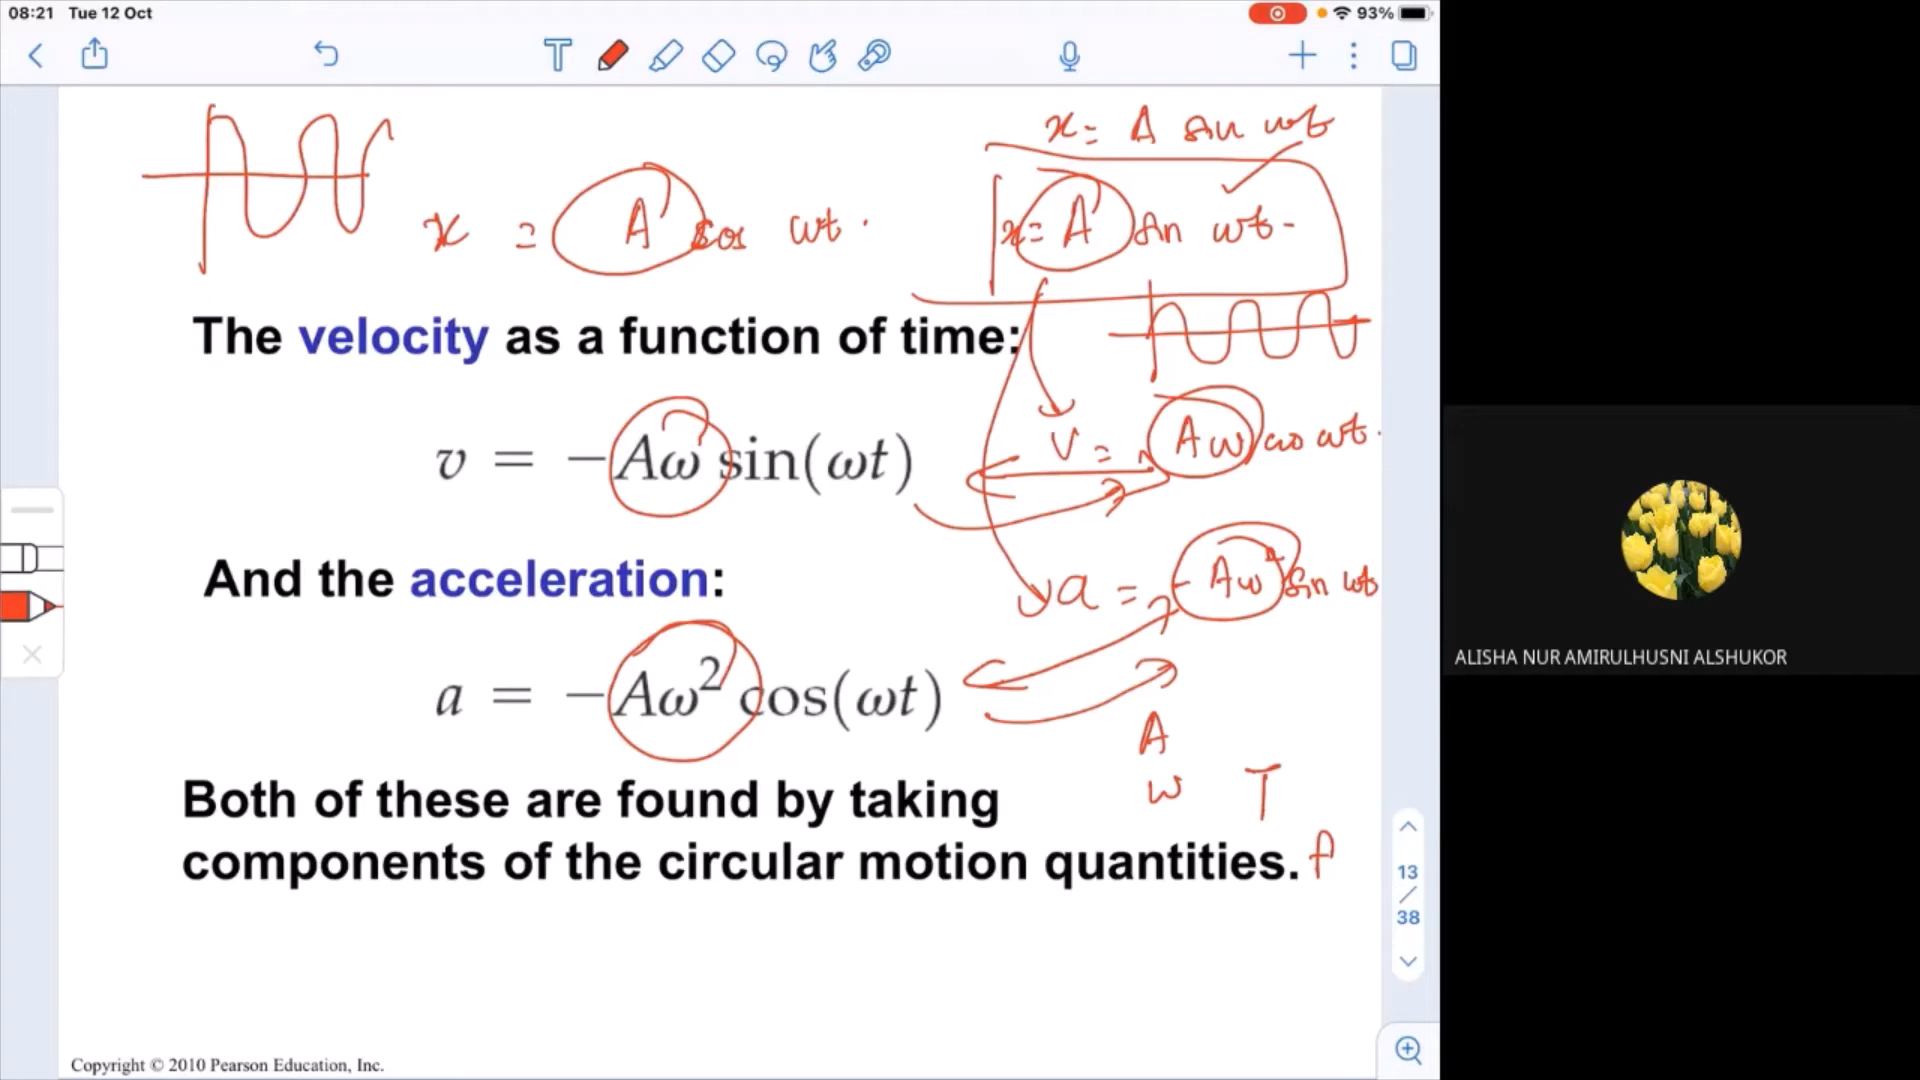 08:21 Tue 12 Oct
93%
x = A sin ωt
x = A cos ωt.
x = A sin ωt -
The velocity as a function of time:
v = −Aω sin(ωt)
V = Aω cos ωt.
And the acceleration:
a = - Aω² sin ωt
a = −Aω² cos(ωt)
A
ω T
Both of these are found by taking
components of the circular motion quantities. f
13
/
38
ALISHA NUR AMIRULHUSNI ALSHUKOR
Copyright © 2010 Pearson Education, Inc.